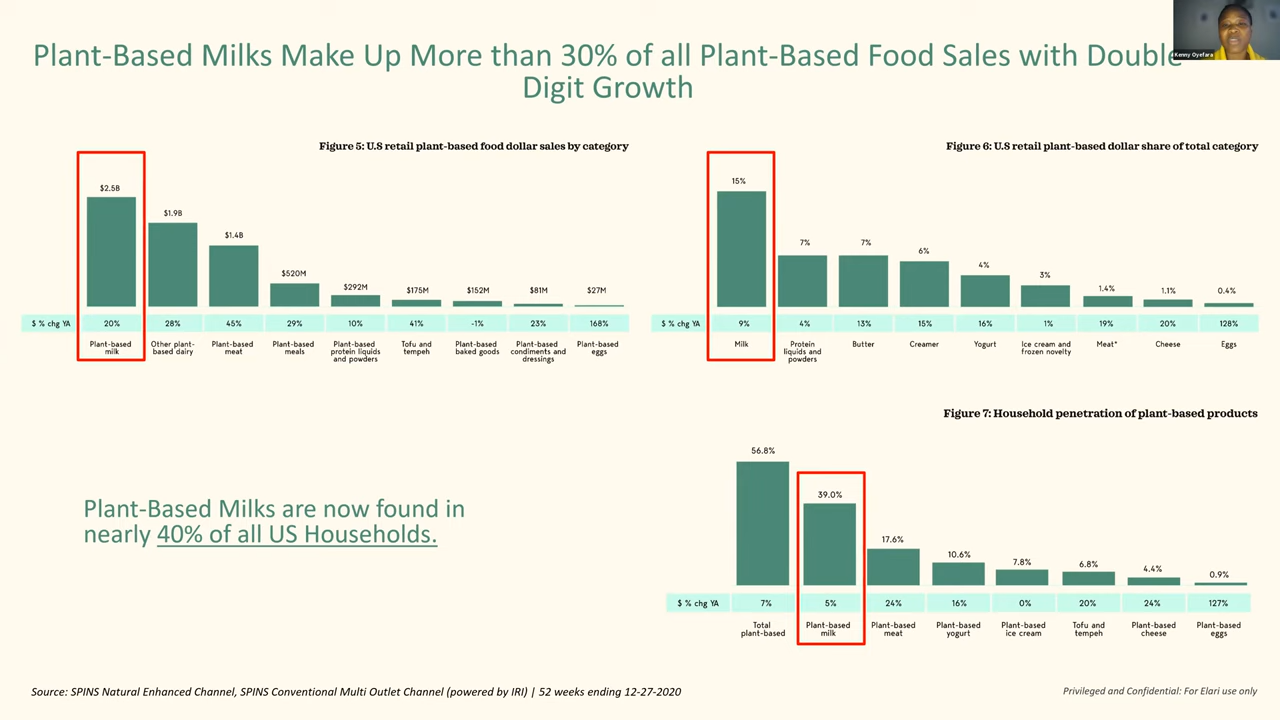 Plant-Based Milks Make Up More than 30% of all Plant-Based Food Sales with Double
Digit Growth
Kenny Oyefara
Figure 5: U.S retail plant-based food dollar sales by category
$2.5B
$1.9B
$1.4B
$520M
$292M
$175M
$152M
$81M
$27M
$ % chg YA 20% 28% 45% 29% 10% 41% -1% 23% 168%
Plant-based
milk
Other plant-
based dairy
Plant-based
meat
Plant-based
meals
Plant-based
protein liquids
and powders
Tofu and
tempeh
Plant-based
baked goods
Plant-based
condiments and
dressings
Plant-based
eggs
Figure 6: U.S retail plant-based dollar share of total category
15%
7%
7%
6%
4%
3%
1.4%
1.1%
0.4%
$ % chg YA 9% 4% 13% 15% 16% 1% 19% 20% 128%
Milk
Protein
liquids and
powders
Butter
Creamer
Yogurt
Ice cream and
frozen novelty
Meat*
Cheese
Eggs
Plant-Based Milks are now found in
nearly 40% of all US Households.
Figure 7: Household penetration of plant-based products
56.8%
39.0%
17.6%
10.6%
7.8%
6.8%
4.4%
0.9%
$ % chg YA 7% 5% 24% 16% 0% 20% 24% 127%
Total
plant-based
Plant-based
milk
Plant-based
meat
Plant-based
yogurt
Plant-based
ice cream
Tofu and
tempeh
Plant-based
cheese
Plant-based
eggs
Source: SPINS Natural Enhanced Channel, SPINS Conventional Multi Outlet Channel (powered by IRI) | 52 weeks ending 12-27-2020
Privileged and Confidential: For Elari use only